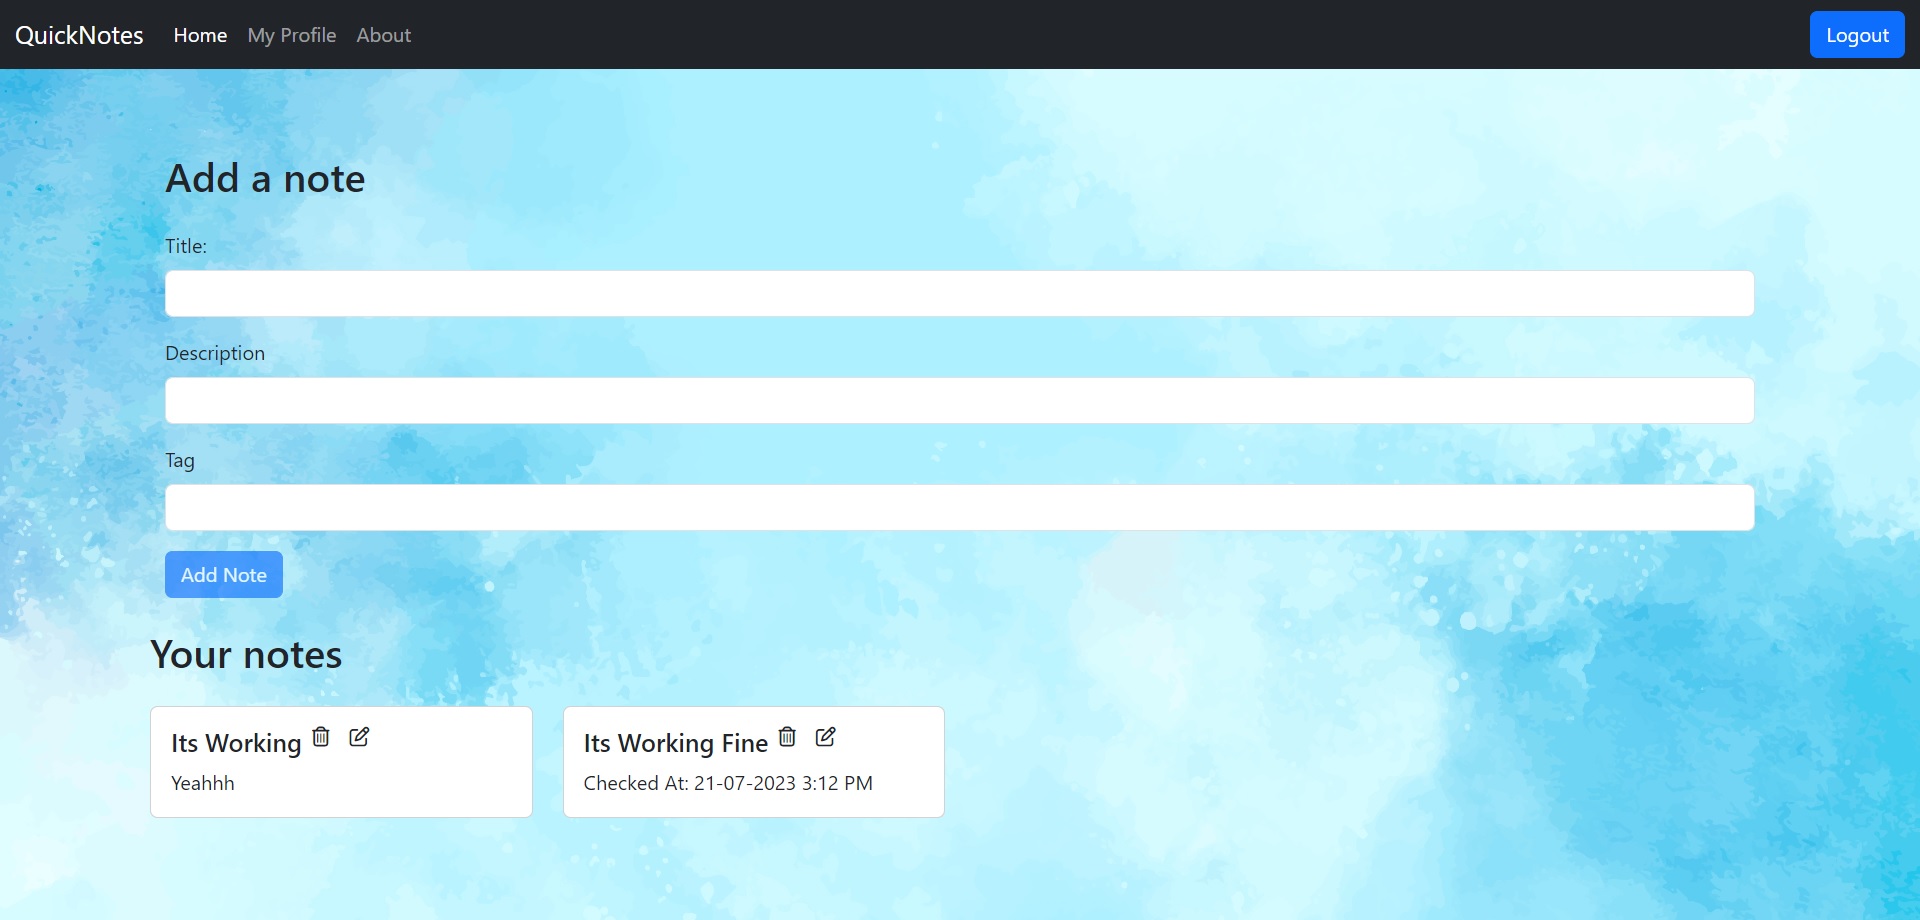 QuickNotes Home My Profile About Logout
Add a note
Title:
Description
Tag
Add Note
Your notes
Its Working
Yeahhh
Its Working Fine
Checked At: 21-07-2023 3:12 PM